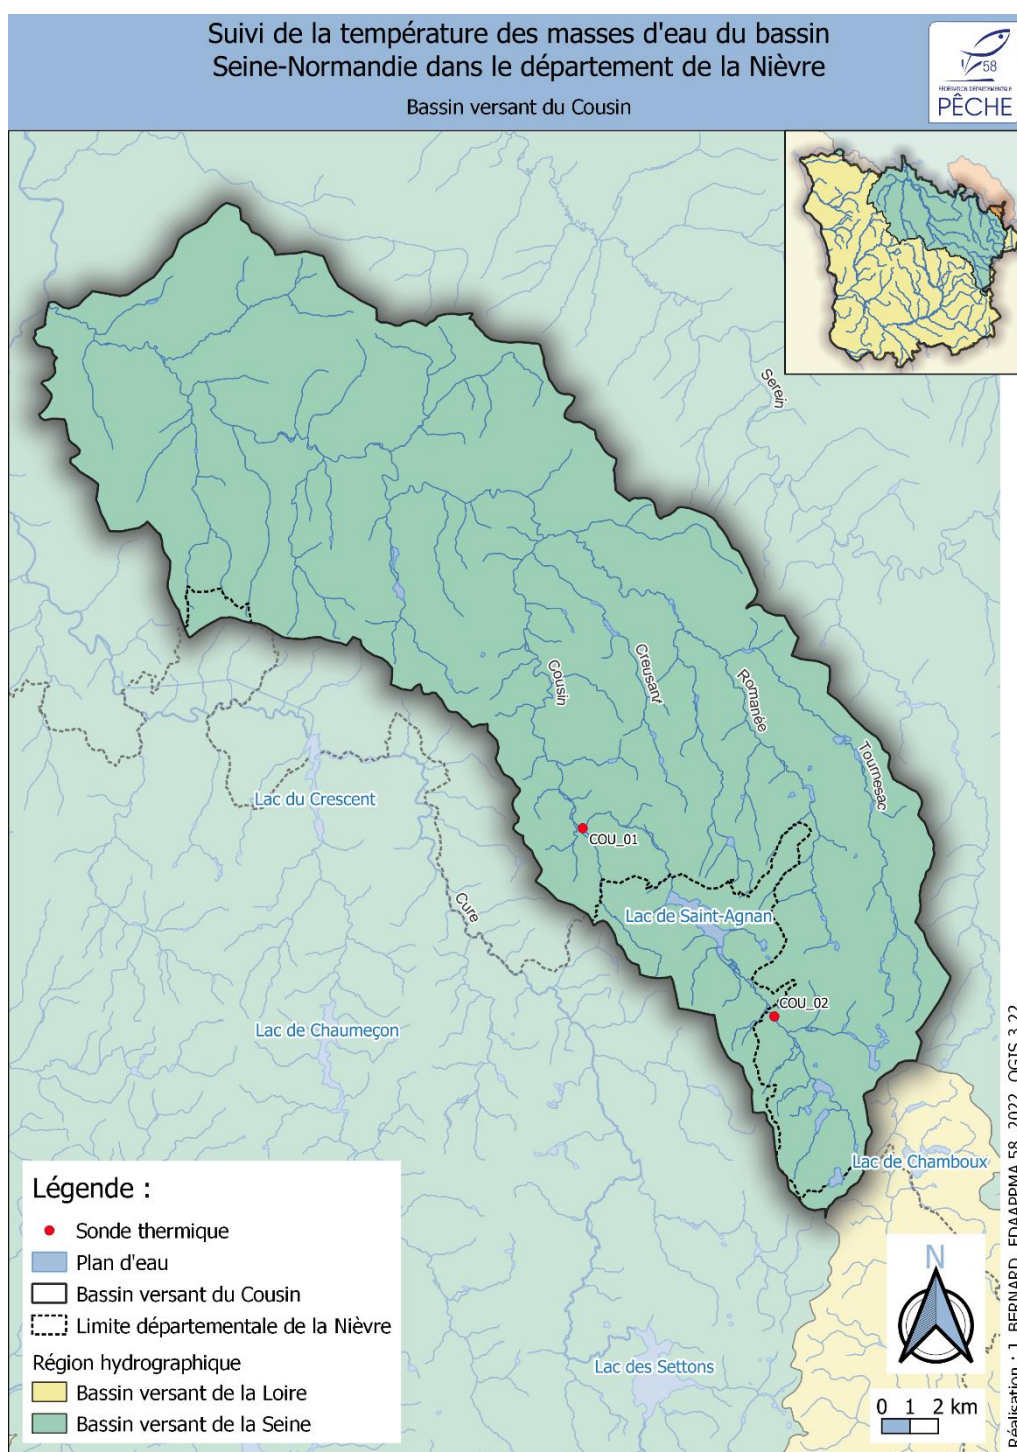 Suivi de la température des masses d'eau du bassin
Seine-Normandie dans le département de la Nièvre
Bassin versant du Cousin
58
FÉDÉRATION DÉPARTEMENTALE
PÊCHE
Serein
Cousin
Creusant
Romanée
Tournesac
Lac du Crescent
COU_01
Cure
Lac de Saint-Agnan
COU_02
Lac de Chaumeçon
Lac de Chamboux
Lac des Settons
Légende :
Sonde thermique
Plan d'eau
Bassin versant du Cousin
Limite départementale de la Nièvre
Région hydrographique
Bassin versant de la Loire
Bassin versant de la Seine
N
0 1 2 km
Réalisation : J. BERNARD, FDAAPPMA 58, 2022, QGIS 3.22